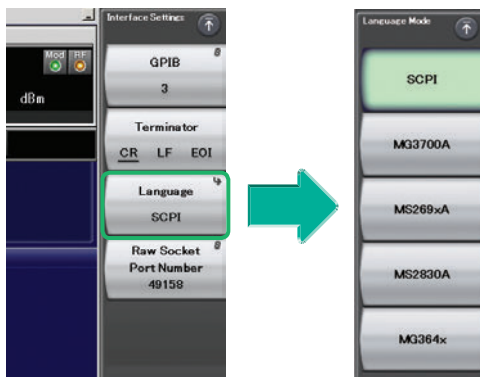 Interface Settings
Mod RF
dBm
GPIB
3
Terminator
CR LF EOI
Language
SCPI
Raw Socket
Port Number
49158
Language Mode
SCPI
MG3700A
MS269xA
MS2830A
MG364x